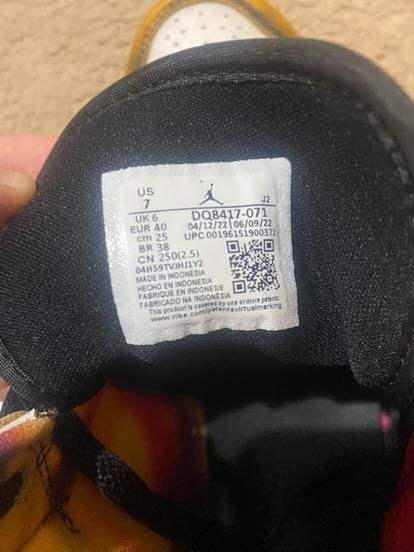 US
7
J2
UK 6
DQ8417-071
EUR 40
04/12/22 | 06/09/22
cm 25
UPC 00196151900372
BR 38
CN 250(2.5)
04H59TVJHJ1Y2
MADE IN INDONESIA
HECHO EN INDONESIA
FABRIQUE EN INDONESIE
FABRICADO NA INDONÉSIA
This product is covered by one or more patents.
www.nike.com/patentsvirtualmarking